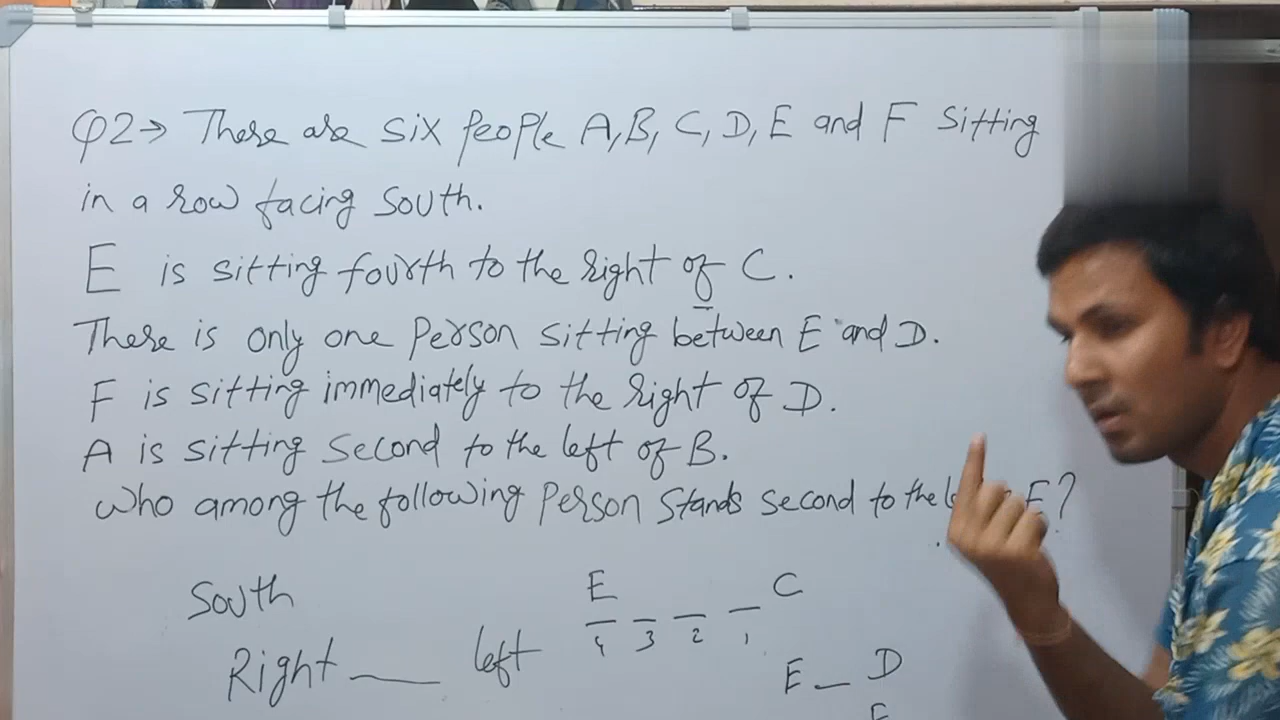 Q2→ There are six people A, B, C, D, E and F sitting
in a row facing south.
E is sitting fourth to the right of C.
There is only one person sitting between E and D.
F is sitting immediately to the right of D.
A is sitting second to the left of B.
Who among the following person stands second to the E?
South
Right ___ left
E C
4 3 2 1
E _ D